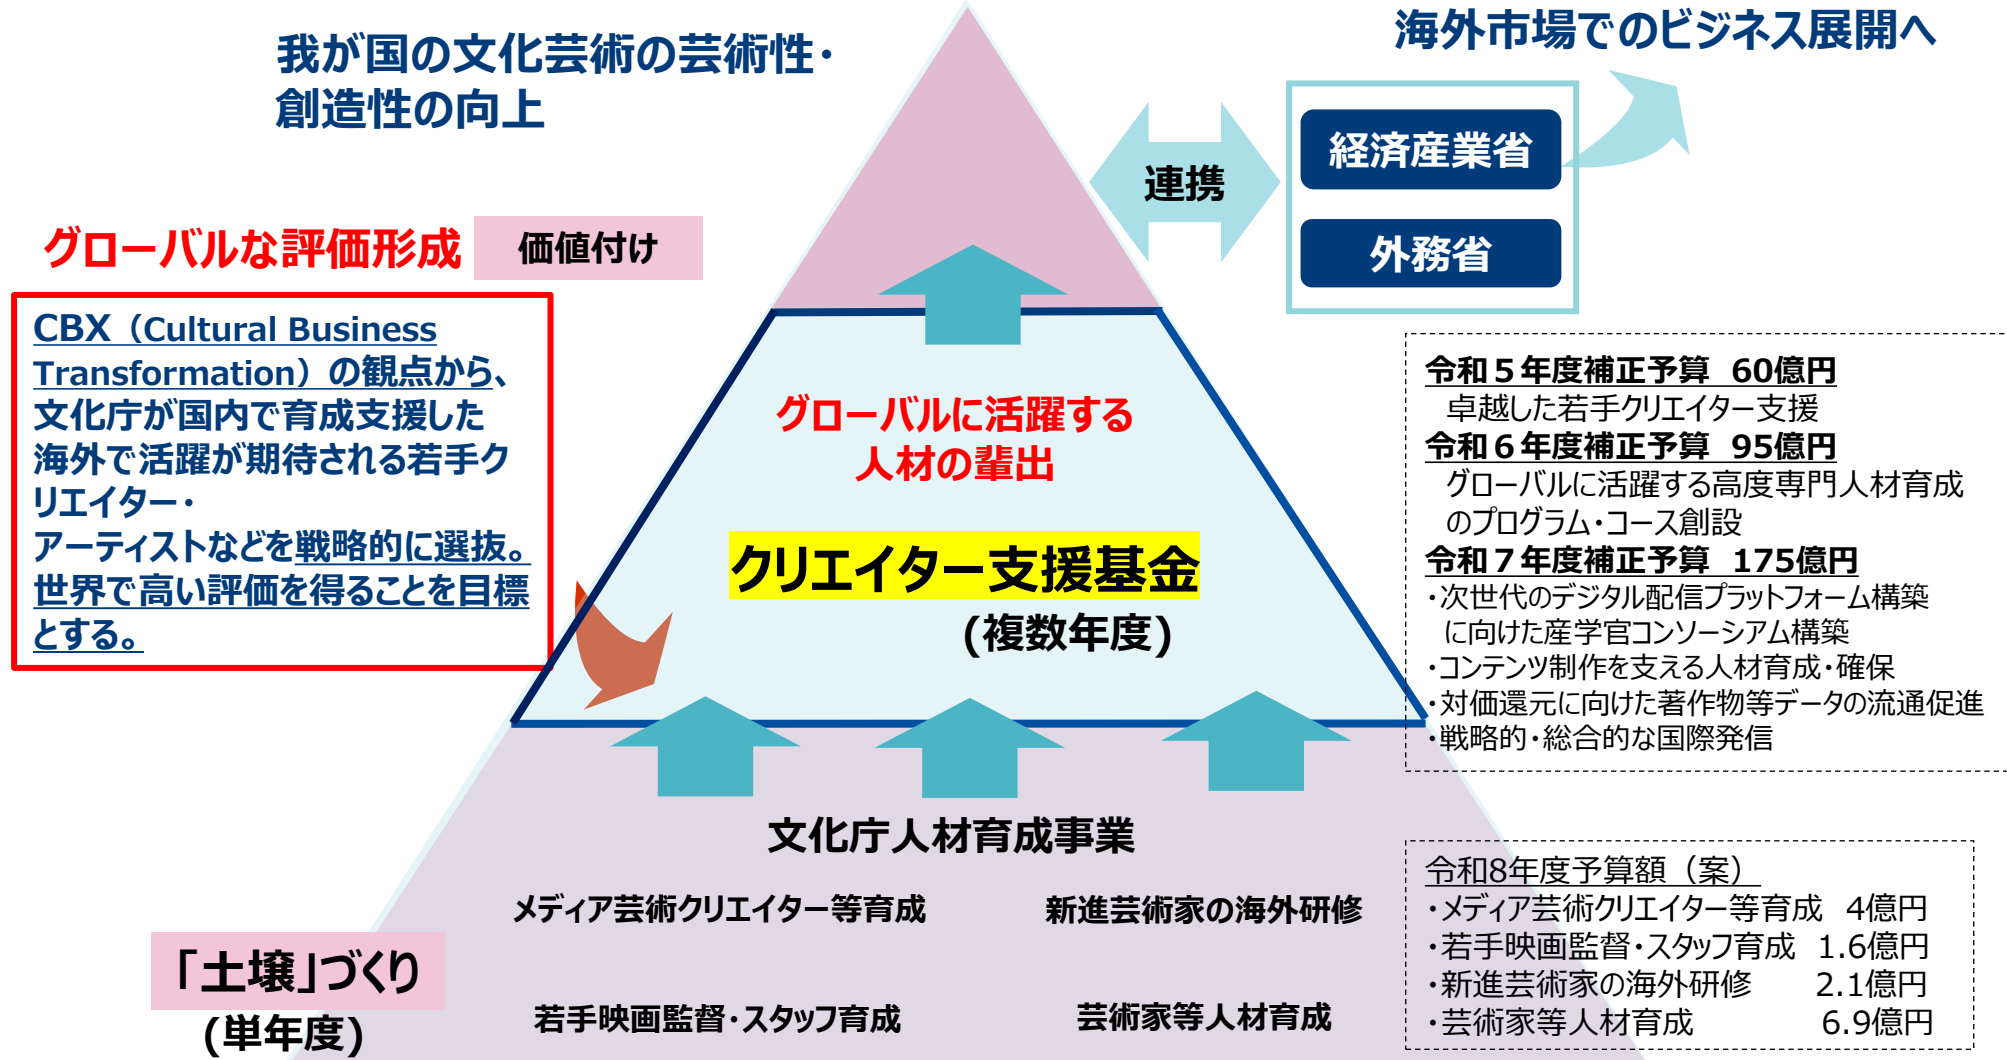 我が国の文化芸術の芸術性・
創造性の向上
海外市場でのビジネス展開へ
連携
経済産業省
外務省
グローバルな評価形成
価値付け
CBX（Cultural Business
Transformation）の観点から、
文化庁が国内で育成支援した
海外で活躍が期待される若手ク
リエイター・
アーティストなどを戦略的に選抜。
世界で高い評価を得ることを目標
とする。
グローバルに活躍する
人材の輩出
クリエイター支援基金
(複数年度)
令和５年度補正予算 60億円
卓越した若手クリエイター支援
令和６年度補正予算 95億円
グローバルに活躍する高度専門人材育成
のプログラム・コース創設
令和７年度補正予算 175億円
・次世代のデジタル配信プラットフォーム構築
に向けた産学官コンソーシアム構築
・コンテンツ制作を支える人材育成・確保
・対価還元に向けた著作物等データの流通促進
・戦略的・総合的な国際発信
文化庁人材育成事業
メディア芸術クリエイター等育成
新進芸術家の海外研修
若手映画監督・スタッフ育成
芸術家等人材育成
「土壌」づくり
(単年度)
令和8年度予算額（案）
・メディア芸術クリエイター等育成 4億円
・若手映画監督・スタッフ育成 1.6億円
・新進芸術家の海外研修 2.1億円
・芸術家等人材育成 6.9億円